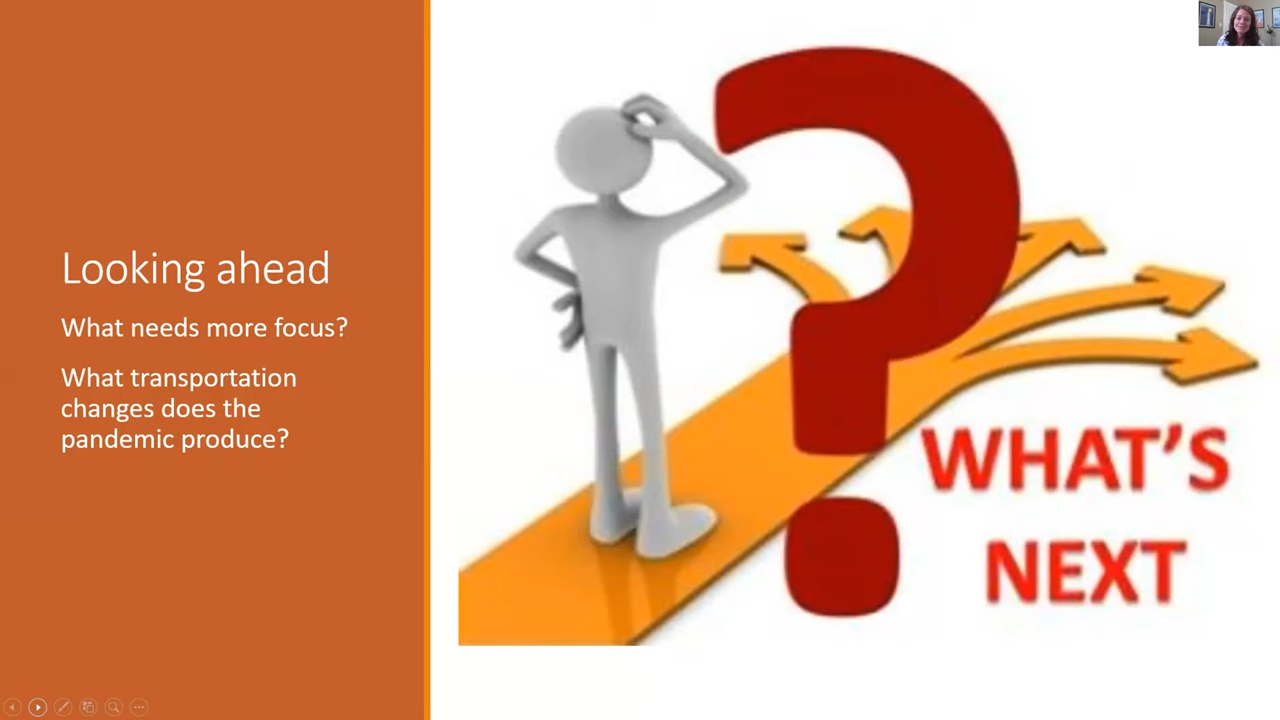 Looking ahead
What needs more focus?
What transportation
changes does the
pandemic produce?
WHAT'S
NEXT